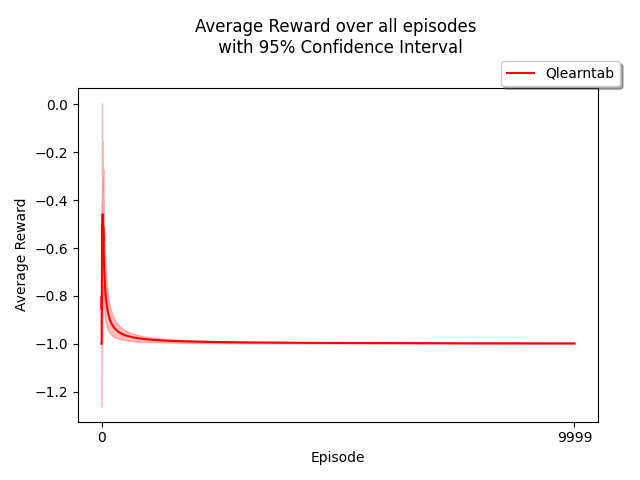 Average Reward over all episodes
with 95% Confidence Interval
Qlearntab
0.0
−0.2
−0.4
−0.6
−0.8
−1.0
−1.2
Average Reward
0
9999
Episode